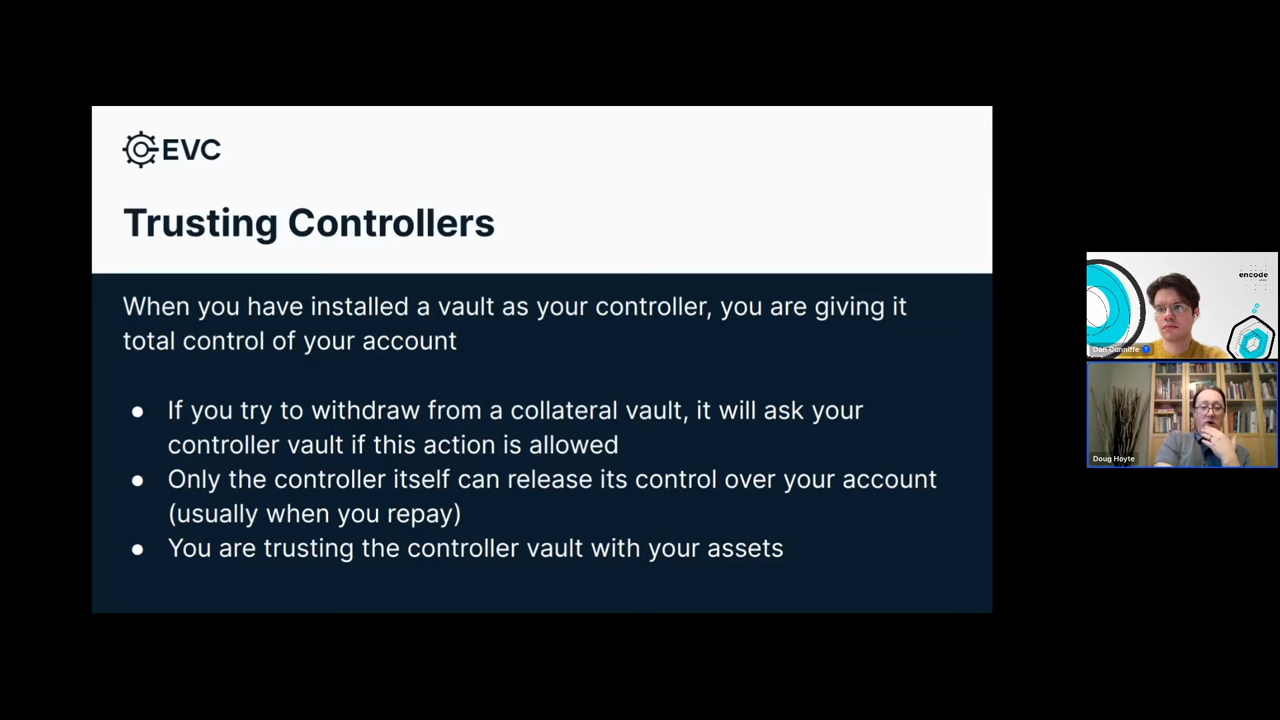 EVC
Trusting Controllers
When you have installed a vault as your controller, you are giving it
total control of your account
● If you try to withdraw from a collateral vault, it will ask your
controller vault if this action is allowed
● Only the controller itself can release its control over your account
(usually when you repay)
● You are trusting the controller vault with your assets
encode
Dan Cunniffe
Doug Hoyte